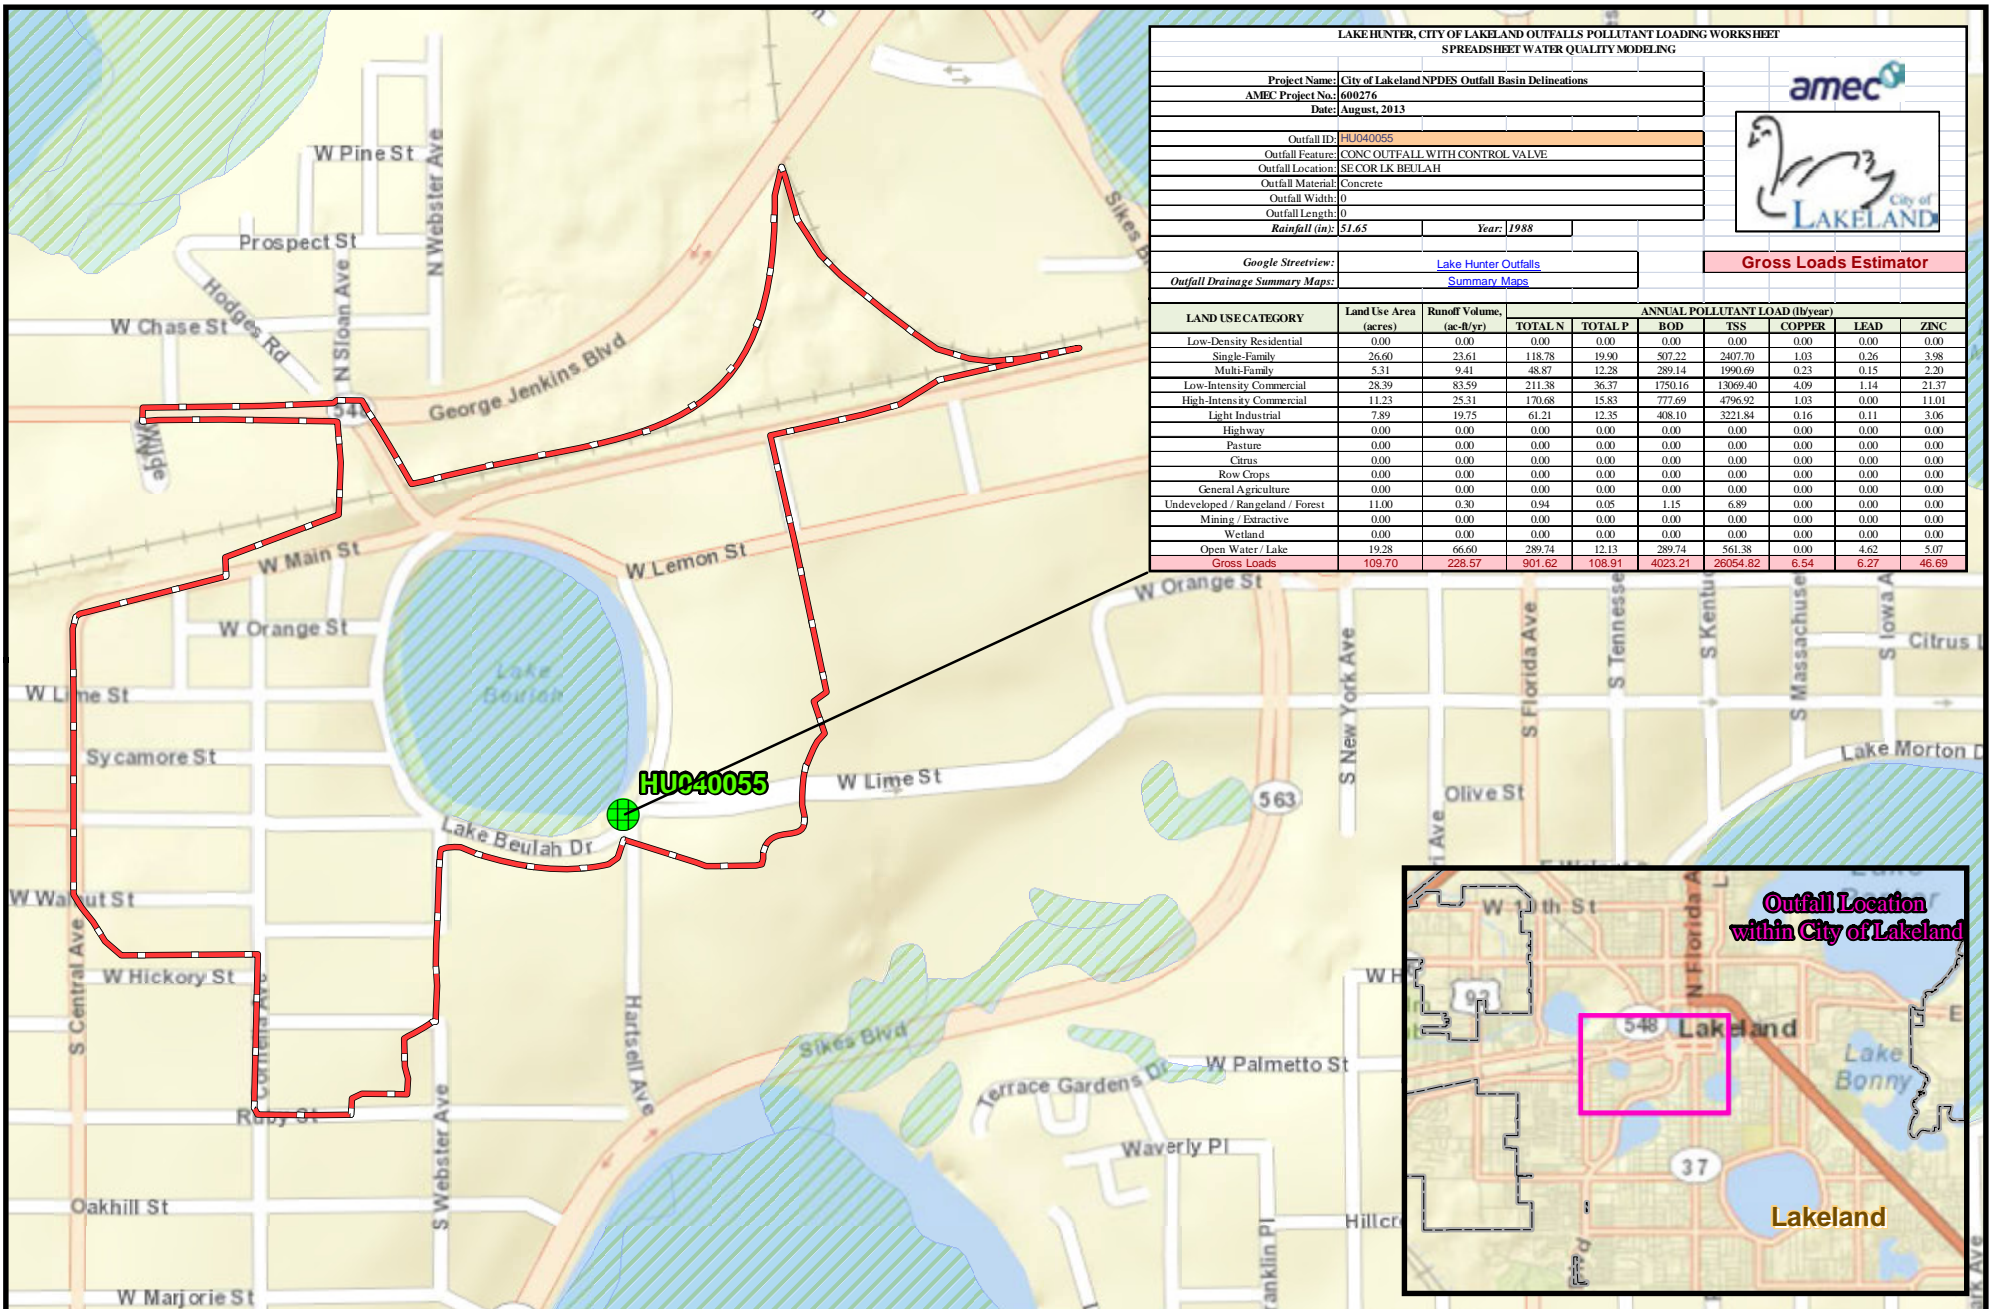 LAKE HUNTER, CITY OF LAKELAND OUTFALLS POLLUTANT LOADING WORKSHEET
SPREADSHEET WATER QUALITY MODELING
Project Name: City of Lakeland NPDES Outfall Basin Delineations
AMEC Project No.: 600276
Date: August, 2013
amec
Outfall ID: HU040055
Outfall Feature: CONC OUTFALL WITH CONTROL VALVE
Outfall Location: SE COR LK BEULAH
Outfall Material: Concrete
Outfall Width: 0
Outfall Length: 0
Rainfall (in): 51.65 Year: 1988
City of
LAKELAND
Google Streetview: Lake Hunter Outfalls
Gross Loads Estimator
Outfall Drainage Summary Maps: Summary Maps
LAND USE CATEGORY Land Use Area (acres) Runoff Volume, (ac-ft/yr) ANNUAL POLLUTANT LOAD (lb/year)
TOTAL N TOTAL P BOD TSS COPPER LEAD ZINC
Low-Density Residential 0.00 0.00 0.00 0.00 0.00 0.00 0.00 0.00 0.00
Single-Family 26.60 23.61 118.78 19.90 507.22 2407.70 1.03 0.26 3.98
Multi-Family 5.31 9.41 48.87 12.28 289.14 1990.69 0.23 0.15 2.20
Low-Intensity Commercial 28.39 83.59 211.38 36.37 1750.16 13069.40 4.09 1.14 21.37
High-Intensity Commercial 11.23 25.31 170.68 15.83 777.69 4796.92 1.03 0.00 11.01
Light Industrial 7.89 19.75 61.21 12.35 408.10 3221.84 0.16 0.11 3.06
Highway 0.00 0.00 0.00 0.00 0.00 0.00 0.00 0.00 0.00
Pasture 0.00 0.00 0.00 0.00 0.00 0.00 0.00 0.00 0.00
Citrus 0.00 0.00 0.00 0.00 0.00 0.00 0.00 0.00 0.00
Row Crops 0.00 0.00 0.00 0.00 0.00 0.00 0.00 0.00 0.00
General Agriculture 0.00 0.00 0.00 0.00 0.00 0.00 0.00 0.00 0.00
Undeveloped / Rangeland / Forest 11.00 0.30 0.94 0.05 1.15 6.89 0.00 0.00 0.00
Mining / Extractive 0.00 0.00 0.00 0.00 0.00 0.00 0.00 0.00 0.00
Wetland 0.00 0.00 0.00 0.00 0.00 0.00 0.00 0.00 0.00
Open Water / Lake 19.28 66.60 289.74 12.13 289.74 561.38 0.00 4.62 5.07
Gross Loads 109.70 228.57 901.62 108.91 4023.21 26054.82 6.54 6.27 46.69
W Pine St
N Webster Ave
Prospect St
Hodges Rd
N Sloan Ave
W Chase St
George Jenkins Blvd
Sikes B
548
Wilde Ave
W Main St
W Lemon St
W Orange St
W Orange St
Lake Beulah
W Lime St
Sycamore St
HU040055
W Lime St
Lake Beulah Dr
W Walnut St
W Hickory St
S Central Ave
Cornelia Ave
Ruby St
S Webster Ave
Hartsell Ave
Sikes Blvd
Oakhill St
W Marjorie St
563
S New York Ave
S Florida Ave
S Tennesse
S Kentu
S Massachuse
S Iowa A
Citrus L
Lake Morton D
Olive St
ri Ave
W H
W Palmetto St
Terrace Gardens Dr
Waverly Pl
Hillcr
anklin Pl
Outfall Location
within City of Lakeland
N Florida A
92
548
Lakeland
E
Lake
Bonny
37
Lakeland